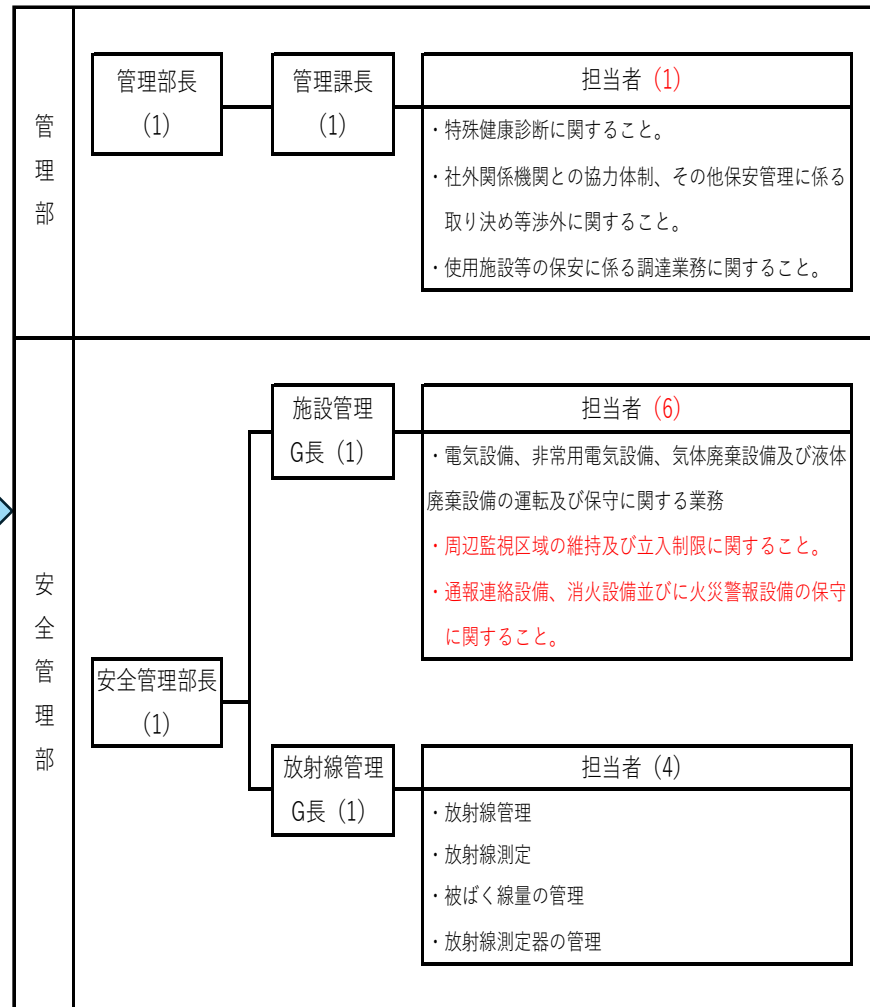 管理部
管理部長
(1)
管理課長
(1)
担当者 (1)
・特殊健康診断に関すること。
・社外関係機関との協力体制、その他保安管理に係る
取り決め等渉外に関すること。
・使用施設等の保安に係る調達業務に関すること。
安全管理部
安全管理部長
(1)
施設管理
G長 (1)
担当者 (6)
・電気設備、非常用電気設備、気体廃棄設備及び液体
廃棄設備の運転及び保守に関する業務
・周辺監視区域の維持及び立入制限に関すること。
・通報連絡設備、消火設備並びに火災警報設備の保守
に関すること。
放射線管理
G長 (1)
担当者 (4)
・放射線管理
・放射線測定
・被ばく線量の管理
・放射線測定器の管理